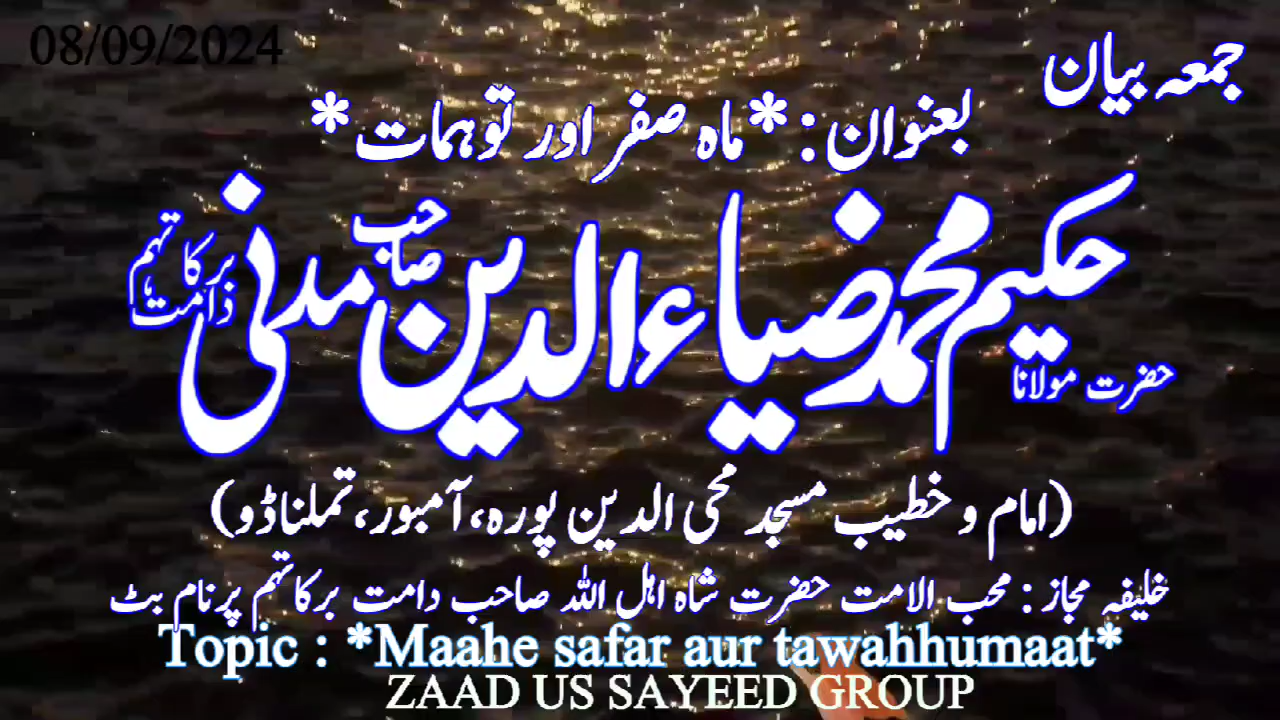 08/09/2024
جمعہ بیان
بعنوان : *ماہ صفر اور توہمات*
حضرت مولانا حکیم محمد ضیاء الدین صاحب مدنی دامت برکاتہم
(امام و خطیب مسجد محی الدین پورہ، آمبور، تملناڈو)
خلیفہ مجاز : محب الامت حضرت شاہ اہل اللہ صاحب دامت برکاتہم پرنام بٹ
Topic : *Maahe safar aur tawahhumaat*
ZAAD US SAYEED GROUP